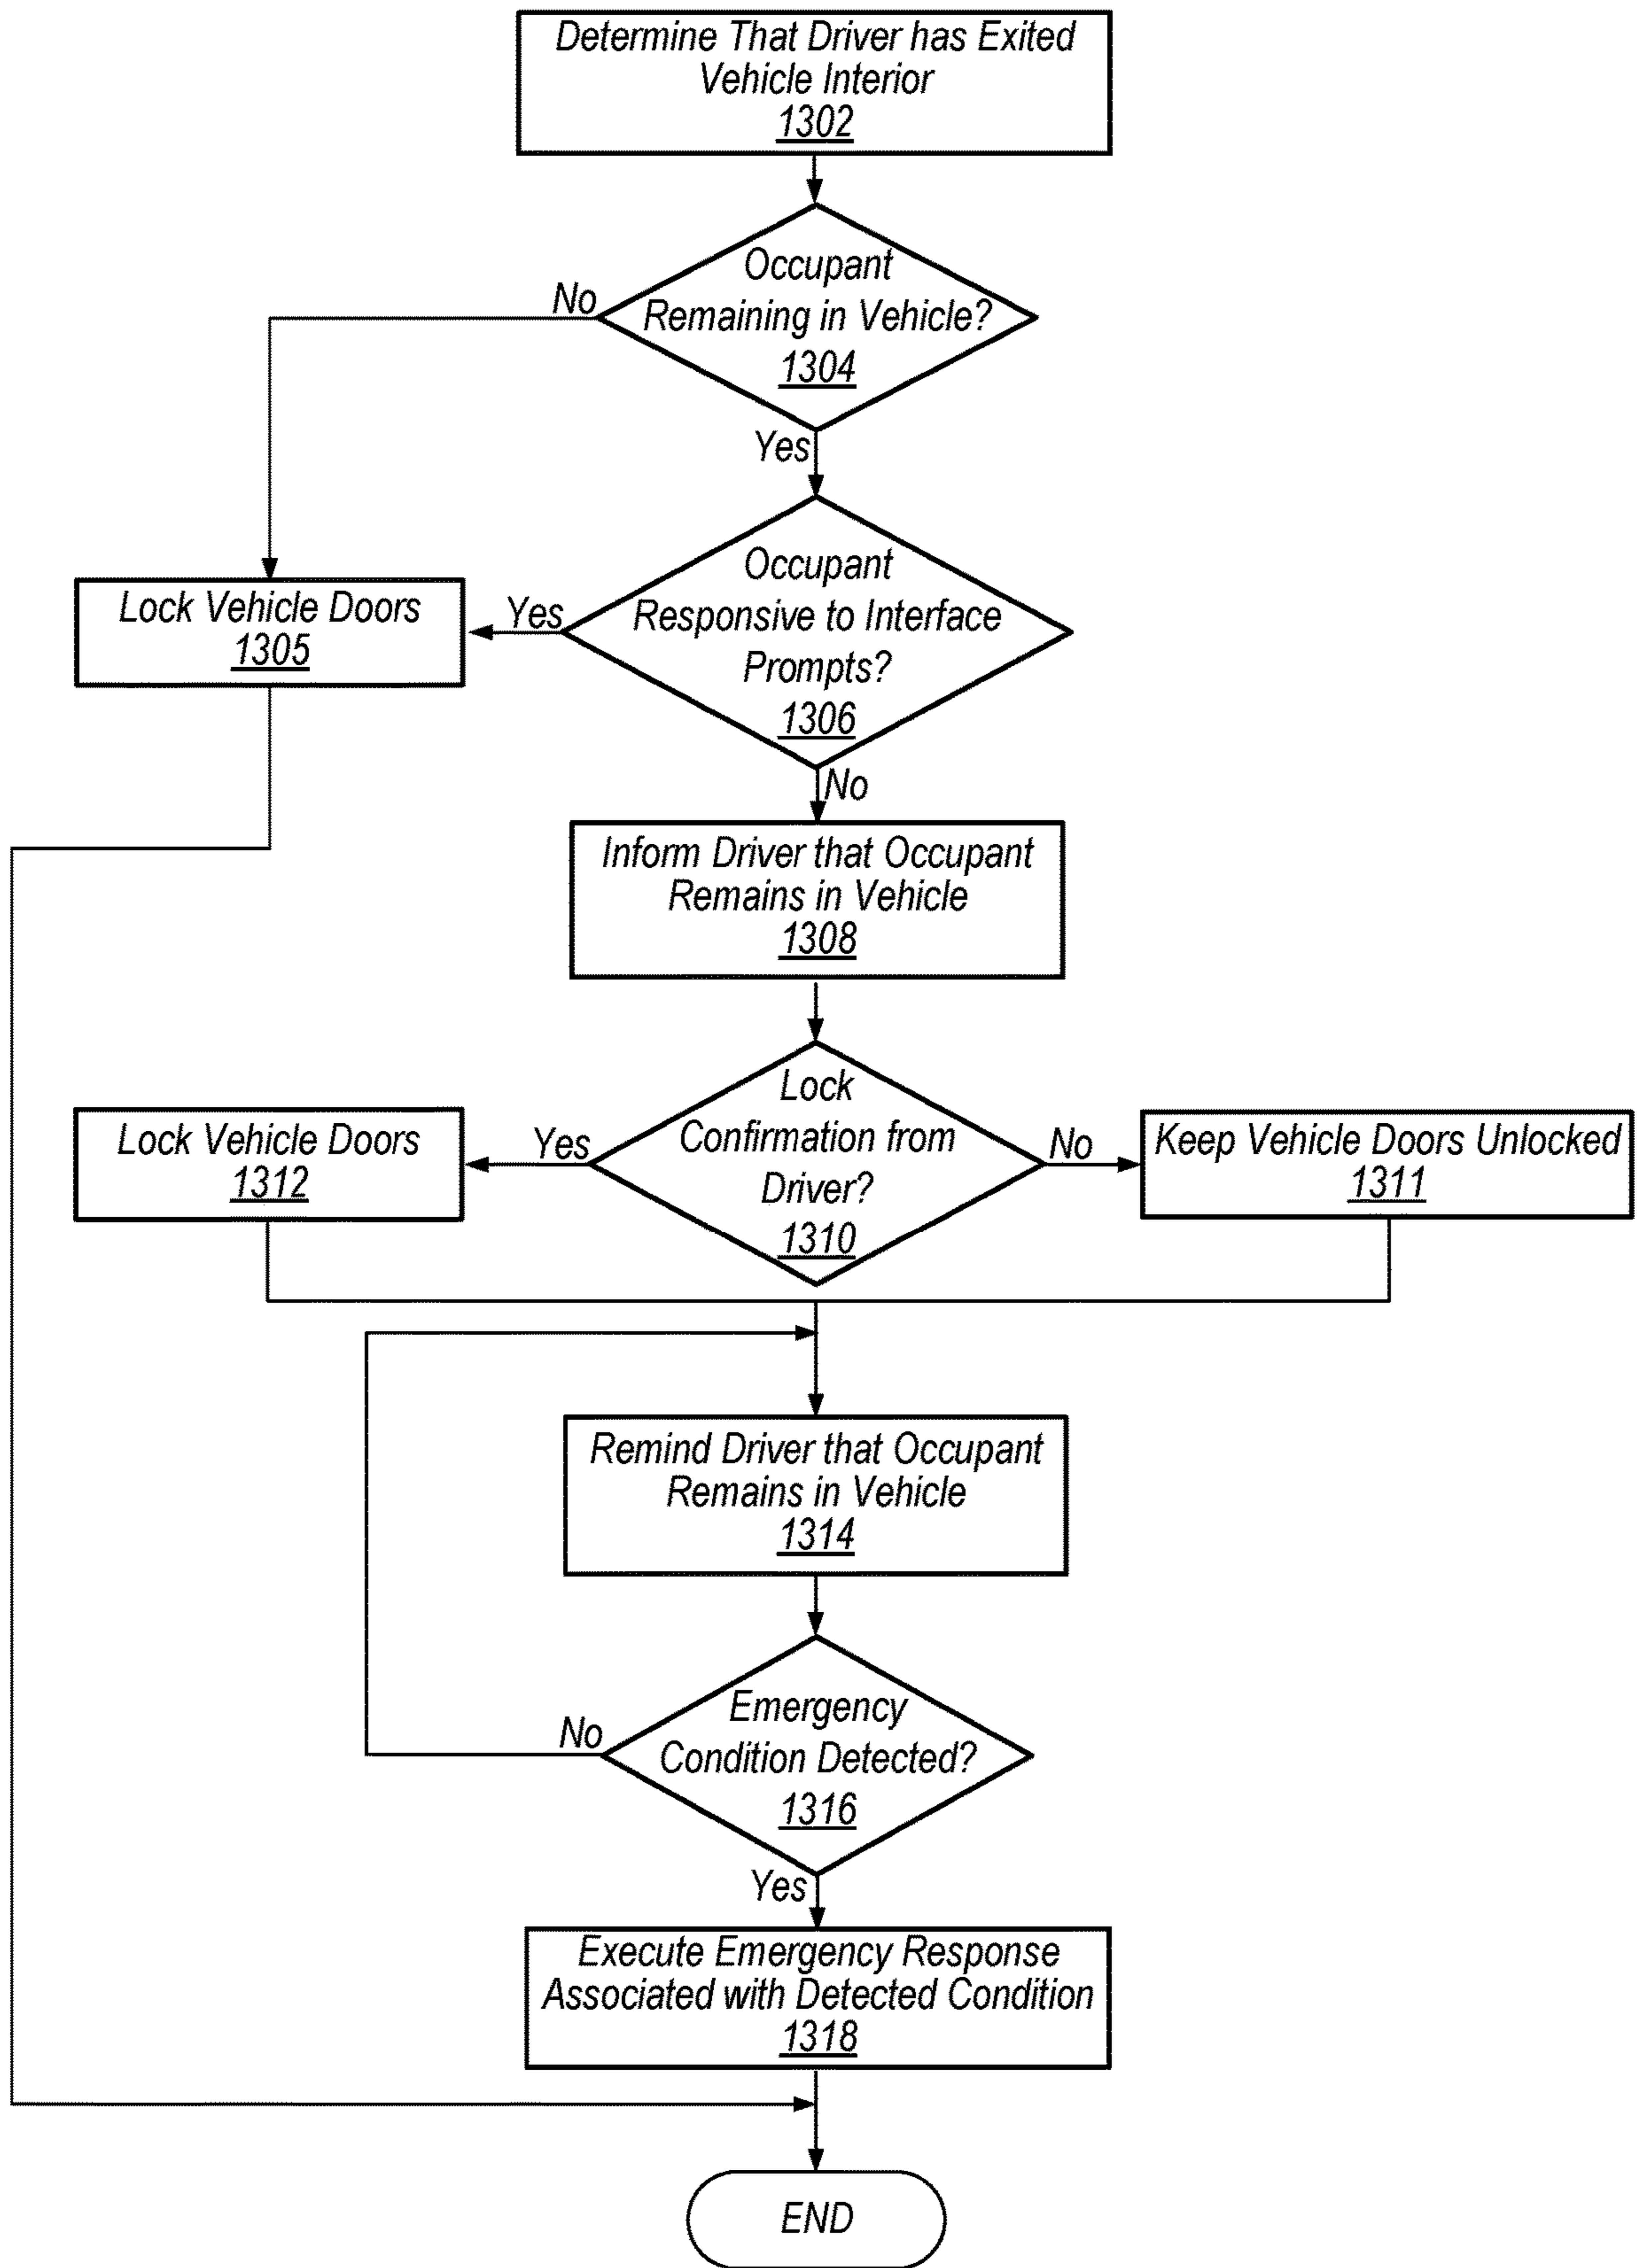 Determine That Driver has Exited
Vehicle Interior
1302
Occupant
Remaining in Vehicle?
1304
No
Yes
Occupant
Responsive to Interface
Prompts?
1306
Yes
Lock Vehicle Doors
1305
No
Inform Driver that Occupant
Remains in Vehicle
1308
Lock
Confirmation from
Driver?
1310
Yes
Lock Vehicle Doors
1312
No
Keep Vehicle Doors Unlocked
1311
Remind Driver that Occupant
Remains in Vehicle
1314
Emergency
Condition Detected?
1316
No
Yes
Execute Emergency Response
Associated with Detected Condition
1318
END